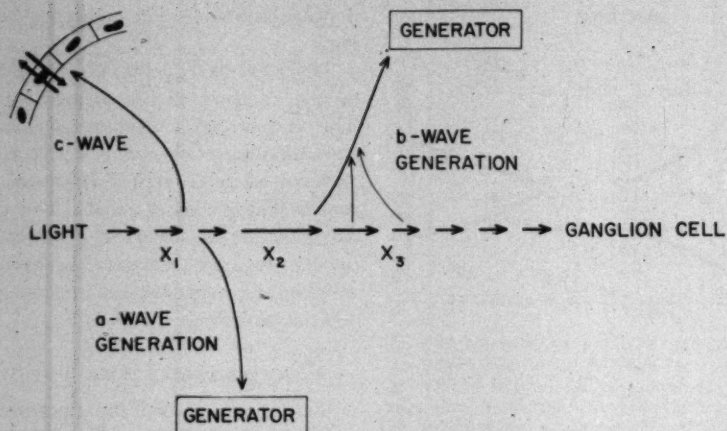 GENERATOR
c-WAVE
b-WAVE
GENERATION
LIGHT
X₁
X₂
X₃
GANGLION CELL
a-WAVE
GENERATION
GENERATOR